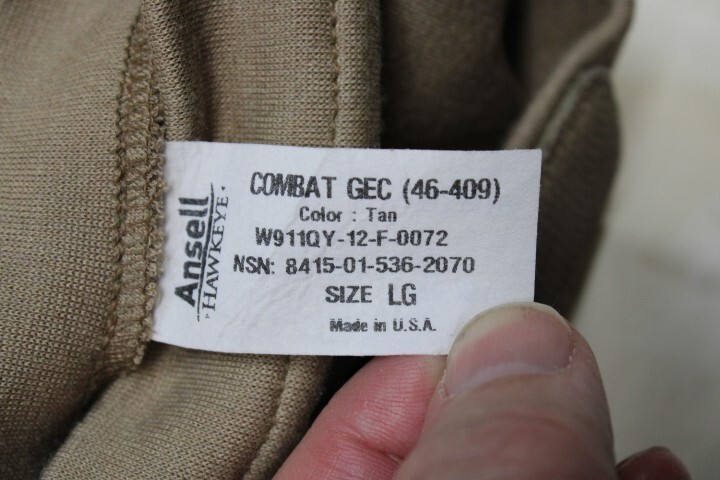 Ansell
HAWKEYE
COMBAT GEC (46-409)
Color : Tan
W911QY-12-F-0072
NSN: 8415-01-536-2070
SIZE LG
Made in U.S.A.